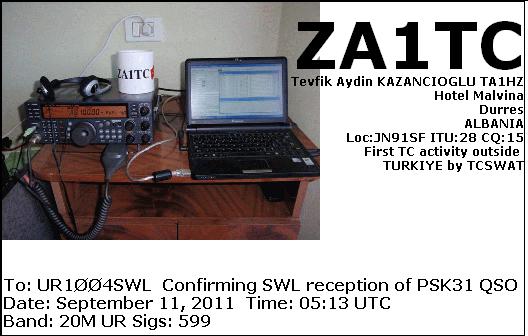 ZA1TC
Tevfik Aydin KAZANCIOGLU TA1HZ
Hotel Malvina
Durres
ALBANIA
Loc:JN91SF ITU:28 CQ:15
First TC activity outside
TURKIYE by TCSWAT
ZA1TC
To: UR1ØØ4SWL Confirming SWL reception of PSK31 QSO
Date: September 11, 2011 Time: 05:13 UTC
Band: 20M UR Sigs: 599